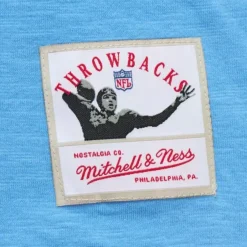 THROWBACKS
NFL
NOSTALGIA CO.
Mitchell & Ness
PHILADELPHIA, PA.